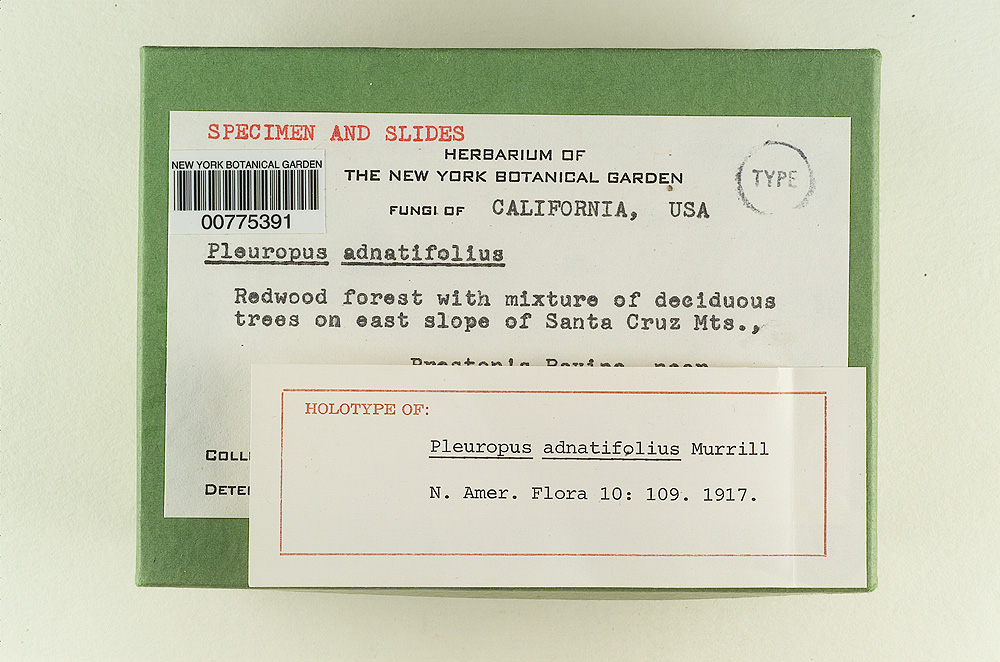 SPECIMEN AND SLIDES
HERBARIUM OF
THE NEW YORK BOTANICAL GARDEN
TYPE
NEW YORK BOTANICAL GARDEN
00775391
FUNGI OF CALIFORNIA, USA
Pleuropus adnatifolius
Redwood forest with mixture of deciduous
trees on east slope of Santa Cruz Mts.,
HOLOTYPE OF:
Pleuropus adnatifolius Murrill
N. Amer. Flora 10: 109. 1917.